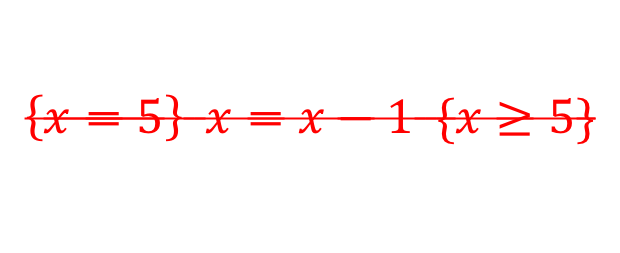 {x = 5} x = x − 1 {x ≥ 5}